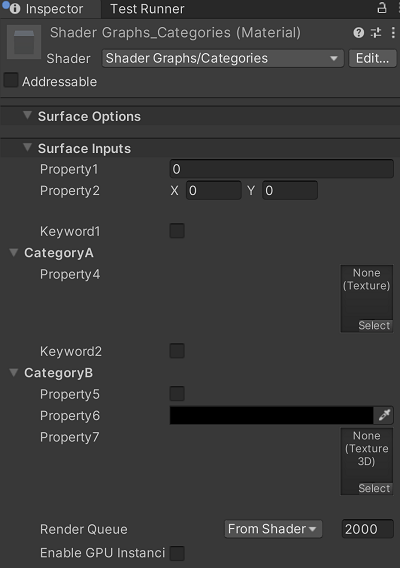 Inspector Test Runner
Shader Graphs_Categories (Material)
Shader Shader Graphs/Categories Edit...
Addressable
Surface Options
Surface Inputs
Property1 0
Property2 X 0 Y 0
Keyword1
CategoryA
Property4 None
(Texture)
Select
Keyword2
CategoryB
Property5
Property6
Property7 None
(Texture
3D)
Select
Render Queue From Shader 2000
Enable GPU Instanci